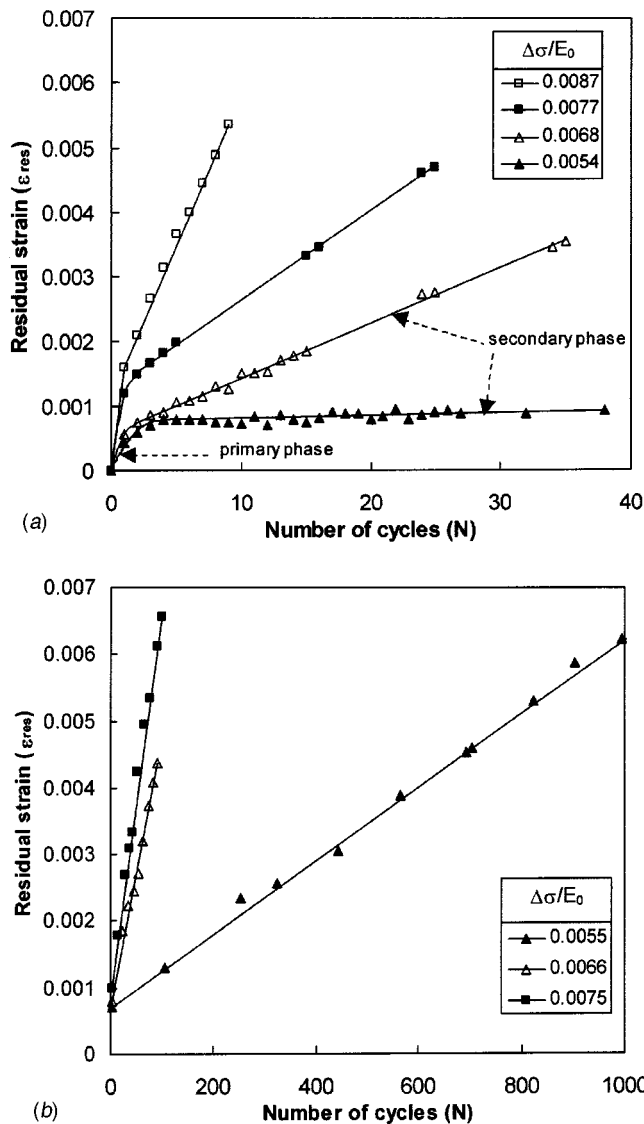 0.007
0.006
0.005
0.004
0.003
0.002
0.001
0
Residual strain (εres)
Δσ/E0
0.0087
0.0077
0.0068
0.0054
secondary phase
primary phase
0 10 20 30 40
Number of cycles (N)
(a)
0.007
0.006
0.005
0.004
0.003
0.002
0.001
0
Residual strain (εres)
Δσ/E0
0.0055
0.0066
0.0075
0 200 400 600 800 1000
Number of cycles (N)
(b)